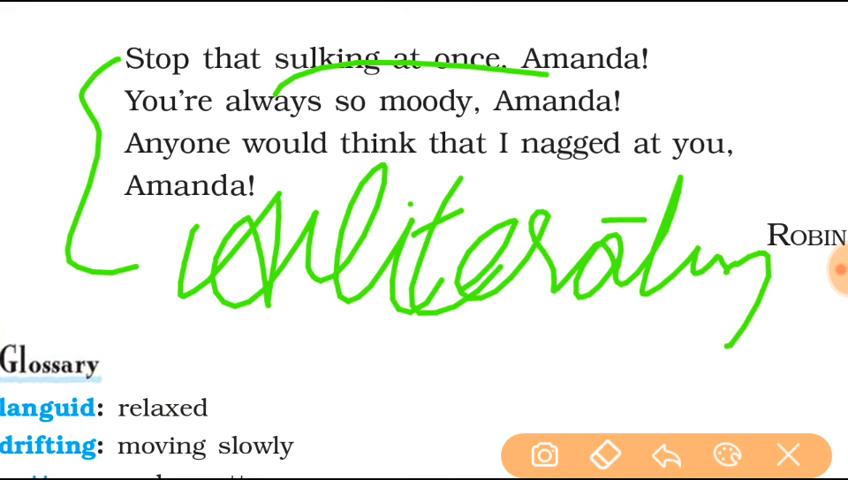 Stop that sulking at once, Amanda!
You're always so moody, Amanda!
Anyone would think that I nagged at you,
Amanda!
ROBIN
Glossary
languid: relaxed
drifting: moving slowly